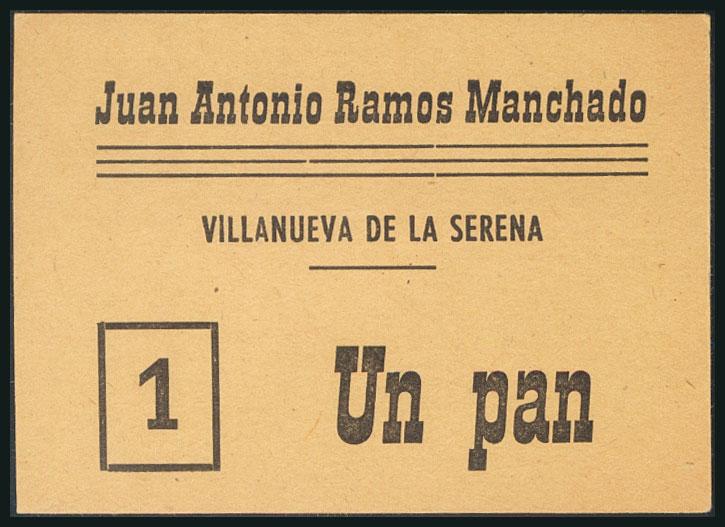 Juan Antonio Ramos Manchado
VILLANUEVA DE LA SERENA
1
Un pan